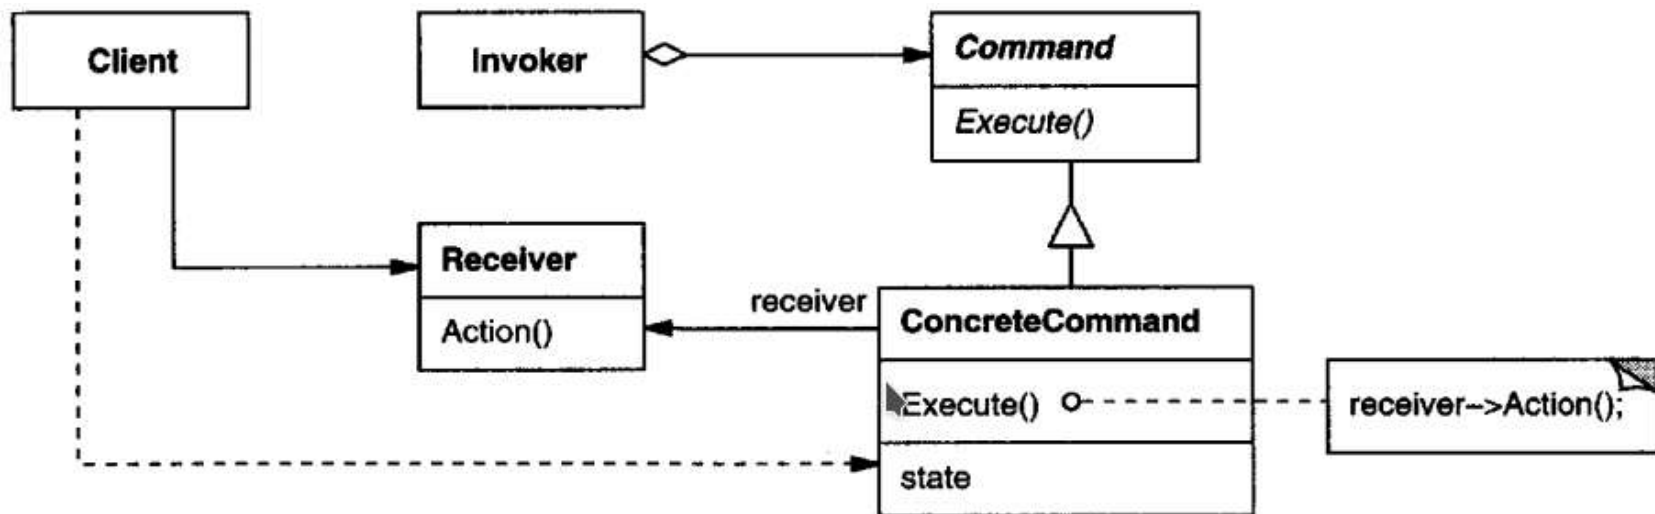 Client
Invoker
Command
Execute()
Receiver
Action()
receiver
ConcreteCommand
Execute()
receiver->Action();
state